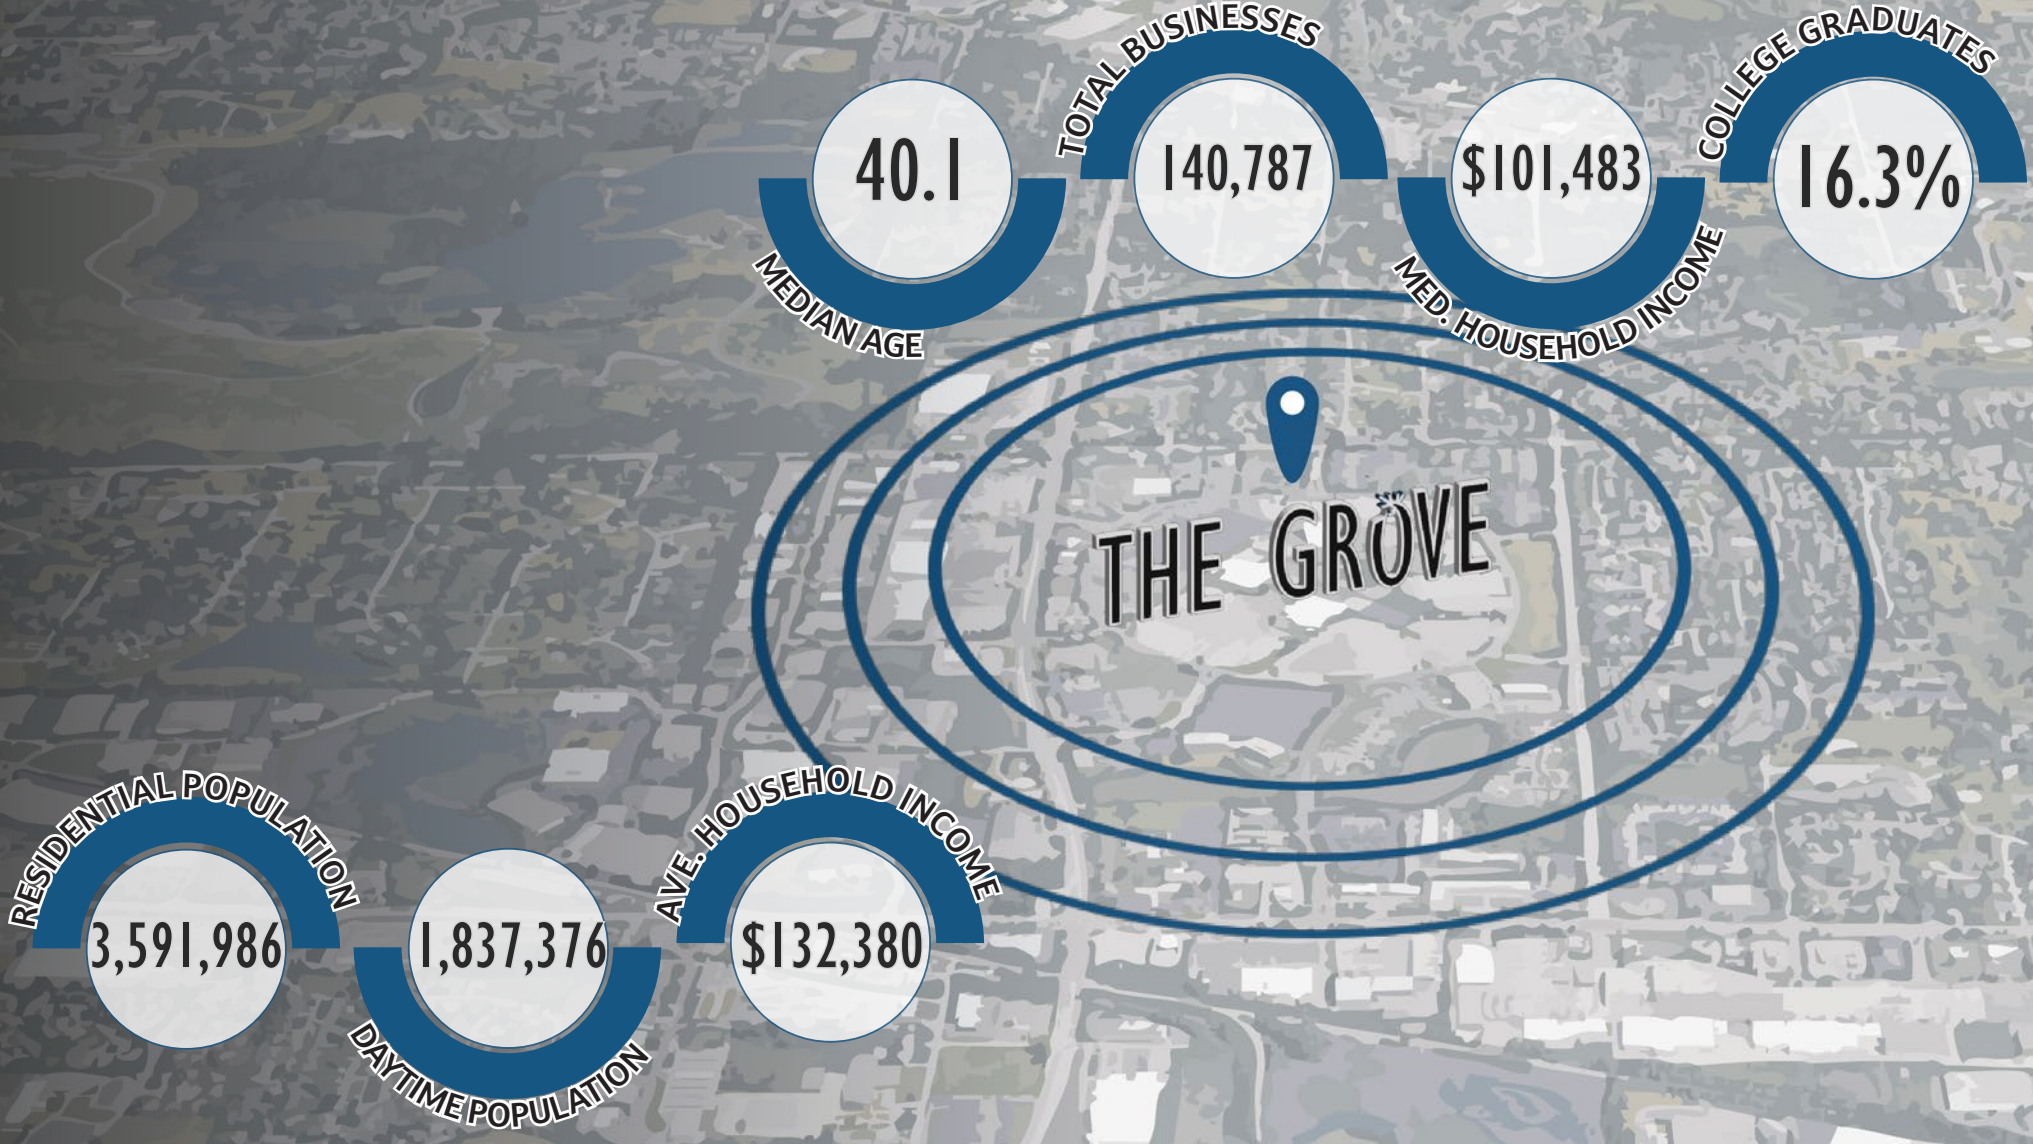 MEDIAN AGE
40.1
TOTAL BUSINESSES
140,787
MED. HOUSEHOLD INCOME
$101,483
COLLEGE GRADUATES
16.3%
THE GROVE
RESIDENTIAL POPULATION
3,591,986
DAYTIME POPULATION
1,837,376
AVE. HOUSEHOLD INCOME
$132,380